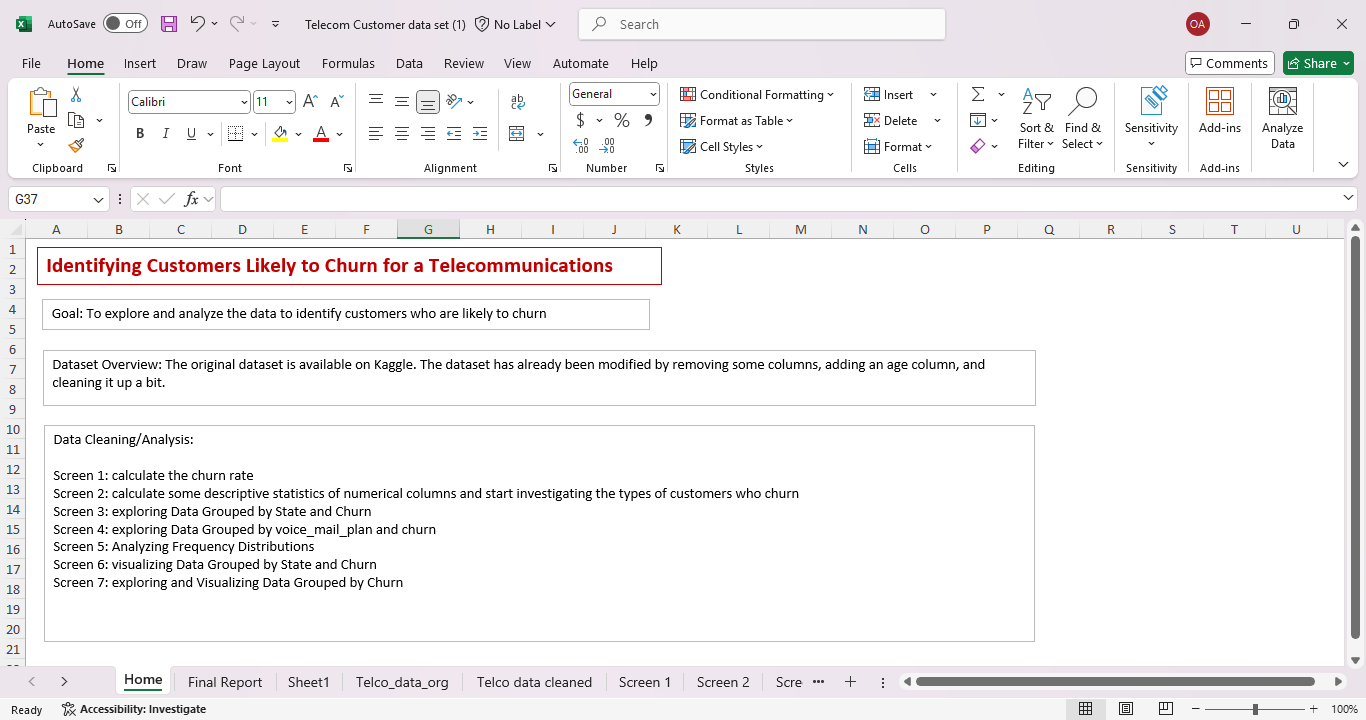 AutoSave Off Telecom Customer data set (1) No Label Search OA
File Home Insert Draw Page Layout Formulas Data Review View Automate Help Comments Share
Paste
Clipboard
Calibri 11
B I U A A A
Font
ab
Alignment
General
$ % 9
.00
Number
Conditional Formatting
Format as Table
Cell Styles
Styles
Insert
Delete
Format
Cells
Sort & Filter
Find & Select
Editing
Sensitivity
Sensitivity
Add-ins
Add-ins
Analyze Data
G37 fx
A B C D E F G H I J K L M N O P Q R S T U
1
2
3
4
5
6
7
8
9
10
11
12
13
14
15
16
17
18
19
20
21
Identifying Customers Likely to Churn for a Telecommunications
Goal: To explore and analyze the data to identify customers who are likely to churn
Dataset Overview: The original dataset is available on Kaggle. The dataset has already been modified by removing some columns, adding an age column, and
cleaning it up a bit.
Data Cleaning/Analysis:
Screen 1: calculate the churn rate
Screen 2: calculate some descriptive statistics of numerical columns and start investigating the types of customers who churn
Screen 3: exploring Data Grouped by State and Churn
Screen 4: exploring Data Grouped by voice_mail_plan and churn
Screen 5: Analyzing Frequency Distributions
Screen 6: visualizing Data Grouped by State and Churn
Screen 7: exploring and Visualizing Data Grouped by Churn
Home Final Report Sheet1 Telco_data_org Telco data cleaned Screen 1 Screen 2 Scre ...
Ready Accessibility: Investigate 100%